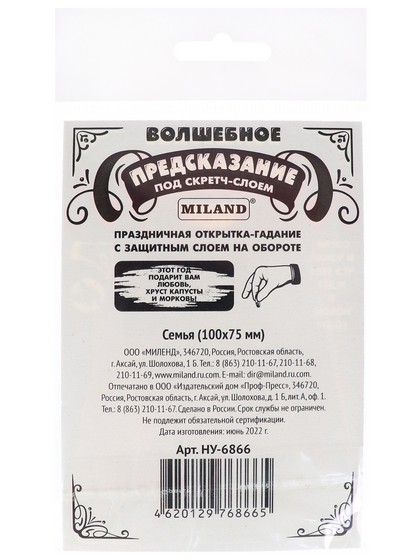 ВОЛШЕБНОЕ
ПРЕДСКАЗАНИЕ
ПОД СКРЕТЧ-СЛОЕМ
MILAND®
ПРАЗДНИЧНАЯ ОТКРЫТКА-ГАДАНИЕ
С ЗАЩИТНЫМ СЛОЕМ НА ОБОРОТЕ
ЭТОТ ГОД
ПОДАРИТ ВАМ
ЛЮБОВЬ,
ХРУСТ КАПУСТЫ
И МОРКОВЬ!
Семья (100х75 мм)
ООО «МИЛЕНД», 346720, Россия, Ростовская область,
г. Аксай, ул. Шолохова, 1 Б, Тел.: 8 (863) 210-11-67, 210-11-68,
210-11-69, www.miland.ru.com. E-mail: dir@miland.ru.com.
Отпечатано в ООО «Издательский дом «Проф-Пресс», 346720,
Россия, Ростовская область, г. Аксай, ул. Шолохова, д. 1 Б, лит. А, оф. 1.
Тел.: 8 (863) 210-11-67. Сделано в России. Срок службы не ограничен.
Не подлежит обязательной сертификации.
Дата изготовления: июнь 2022 г.
Арт. НУ-6866
4 620129 768665